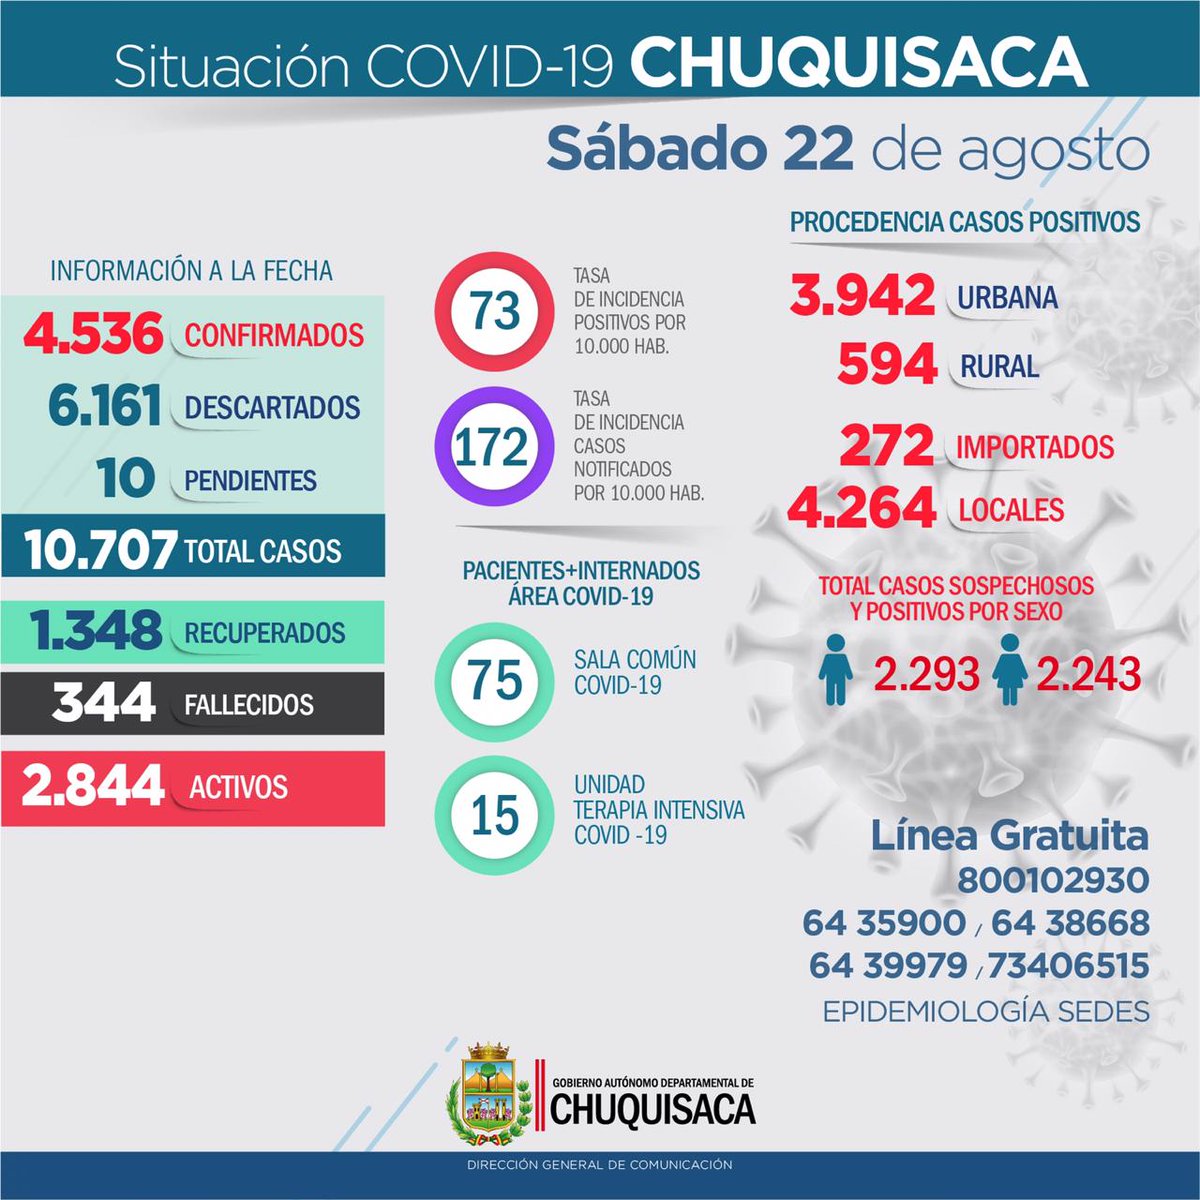 Situación COVID-19 CHUQUISACA
Sábado 22 de agosto
INFORMACIÓN A LA FECHA
4.536 CONFIRMADOS
6.161 DESCARTADOS
10 PENDIENTES
10.707 TOTAL CASOS
1.348 RECUPERADOS
344 FALLECIDOS
2.844 ACTIVOS
73
TASA
DE INCIDENCIA
POSITIVOS POR
10.000 HAB.
172
TASA
DE INCIDENCIA
CASOS
NOTIFICADOS
POR 10.000 HAB.
PACIENTES+INTERNADOS
ÁREA COVID-19
75
SALA COMÚN
COVID-19
15
UNIDAD
TERAPIA INTENSIVA
COVID -19
PROCEDENCIA CASOS POSITIVOS
3.942 URBANA
594 RURAL
272 IMPORTADOS
4.264 LOCALES
TOTAL CASOS SOSPECHOSOS
Y POSITIVOS POR SEXO
2.293 2.243
Línea Gratuita
800102930
64 35900 / 64 38668
64 39979 / 73406515
EPIDEMIOLOGÍA SEDES
GOBIERNO AUTÓNOMO DEPARTAMENTAL DE
CHUQUISACA
DIRECCIÓN GENERAL DE COMUNICACIÓN